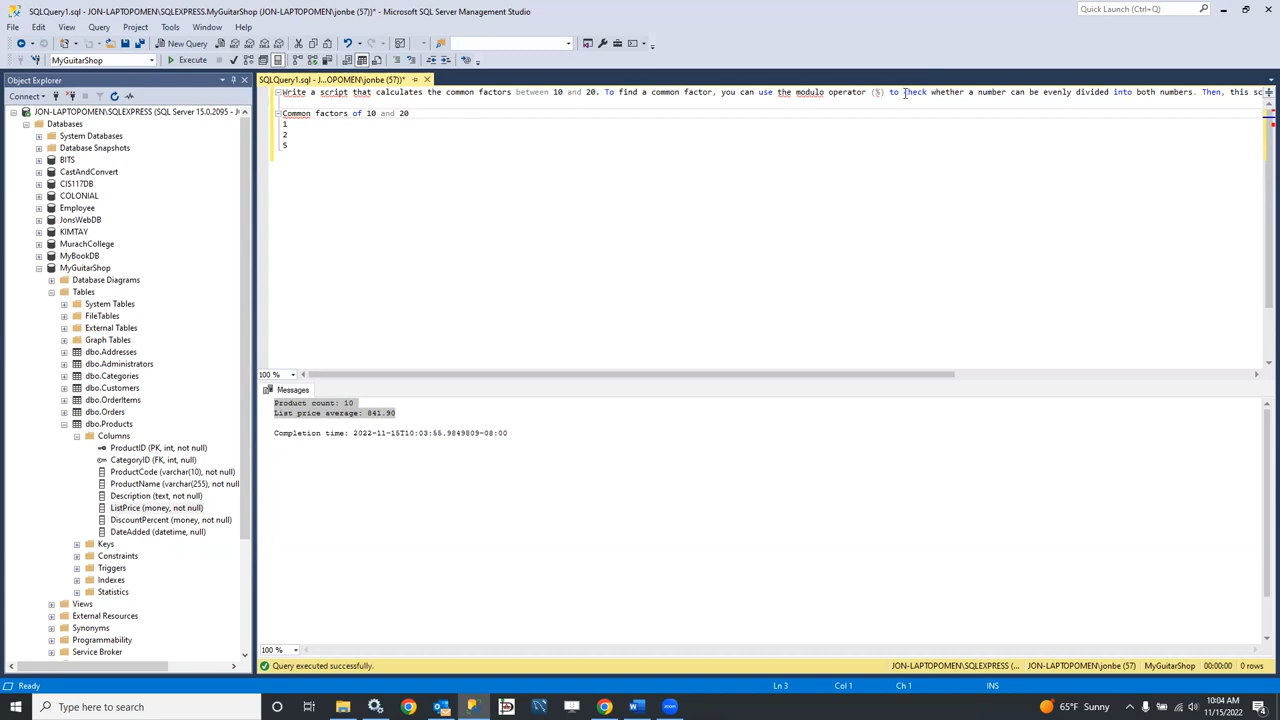 SQLQuery1.sql - JON-LAPTOPOMEN\SQLEXPRESS.MyGuitarShop (JON-LAPTOPOMEN\jonbe (57))* - Microsoft SQL Server Management Studio
Quick Launch (Ctrl+Q)
File Edit View Query Project Tools Window Help
New Query
MyGuitarShop
Execute
Object Explorer
SQLQuery1.sql - J...OPOMEN\jonbe (57))*
Connect
JON-LAPTOPOMEN\SQLEXPRESS (SQL Server 15.0.2095 - JON-L
Databases
System Databases
Database Snapshots
BITS
CastAndConvert
CIS117DB
COLONIAL
Employee
JonsWebDB
KIMTAY
MurachCollege
MyBookDB
MyGuitarShop
Database Diagrams
Tables
System Tables
FileTables
External Tables
Graph Tables
dbo.Addresses
dbo.Administrators
dbo.Categories
dbo.Customers
dbo.OrderItems
dbo.Orders
dbo.Products
Columns
ProductID (PK, int, not null)
CategoryID (FK, int, null)
ProductCode (varchar(10), not null)
ProductName (varchar(255), not null
Description (text, not null)
ListPrice (money, not null)
DiscountPercent (money, not null)
DateAdded (datetime, null)
Keys
Constraints
Triggers
Indexes
Statistics
Views
External Resources
Synonyms
Programmability
Service Broker
Write a script that calculates the common factors between 10 and 20. To find a common factor, you can use the modulo operator (%) to check whether a number can be evenly divided into both numbers. Then, this sc
Common factors of 10 and 20
1
2
5
100 %
Messages
Product count: 10
List price average: 841.90
Completion time: 2022-11-15T10:03:55.9849809-08:00
100 %
Query executed successfully.
JON-LAPTOPOMEN\SQLEXPRESS (... JON-LAPTOPOMEN\jonbe (57) MyGuitarShop 00:00:00 0 rows
Ready
Ln 3 Col 1 Ch 1 INS
Type here to search
65°F Sunny
10:04 AM
11/15/2022